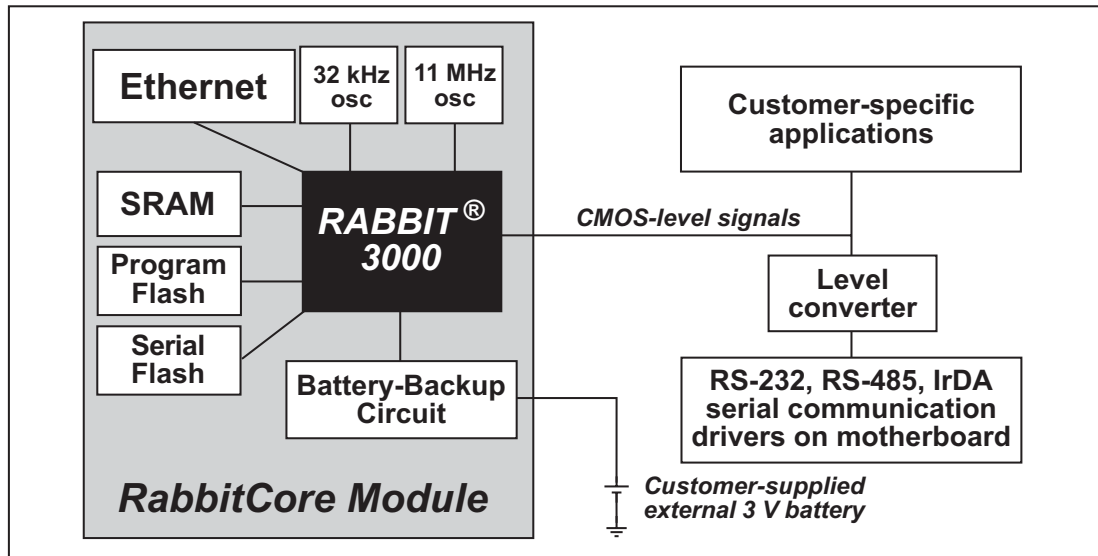 Ethernet
32 kHz
osc
11 MHz
osc
SRAM
Program
Flash
Serial
Flash
RABBIT ®
3000
Battery-Backup
Circuit
RabbitCore Module
CMOS-level signals
Customer-specific
applications
Level
converter
RS-232, RS-485, IrDA
serial communication
drivers on motherboard
Customer-supplied
external 3 V battery